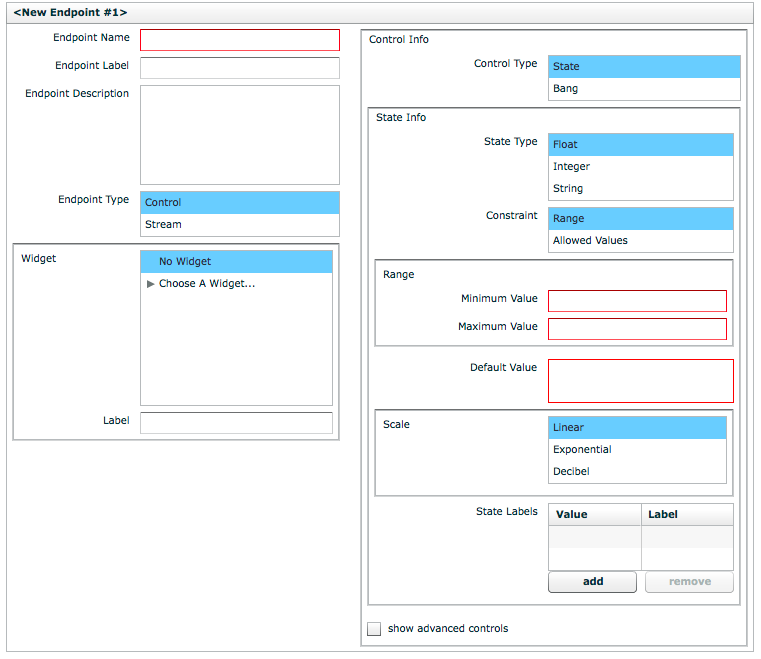 <New Endpoint #1>
Endpoint Name
Endpoint Label
Endpoint Description
Endpoint Type
Control
Stream
Widget
No Widget
Choose A Widget...
Label
Control Info
Control Type
State
Bang
State Info
State Type
Float
Integer
String
Constraint
Range
Allowed Values
Range
Minimum Value
Maximum Value
Default Value
Scale
Linear
Exponential
Decibel
State Labels
Value Label
add remove
show advanced controls